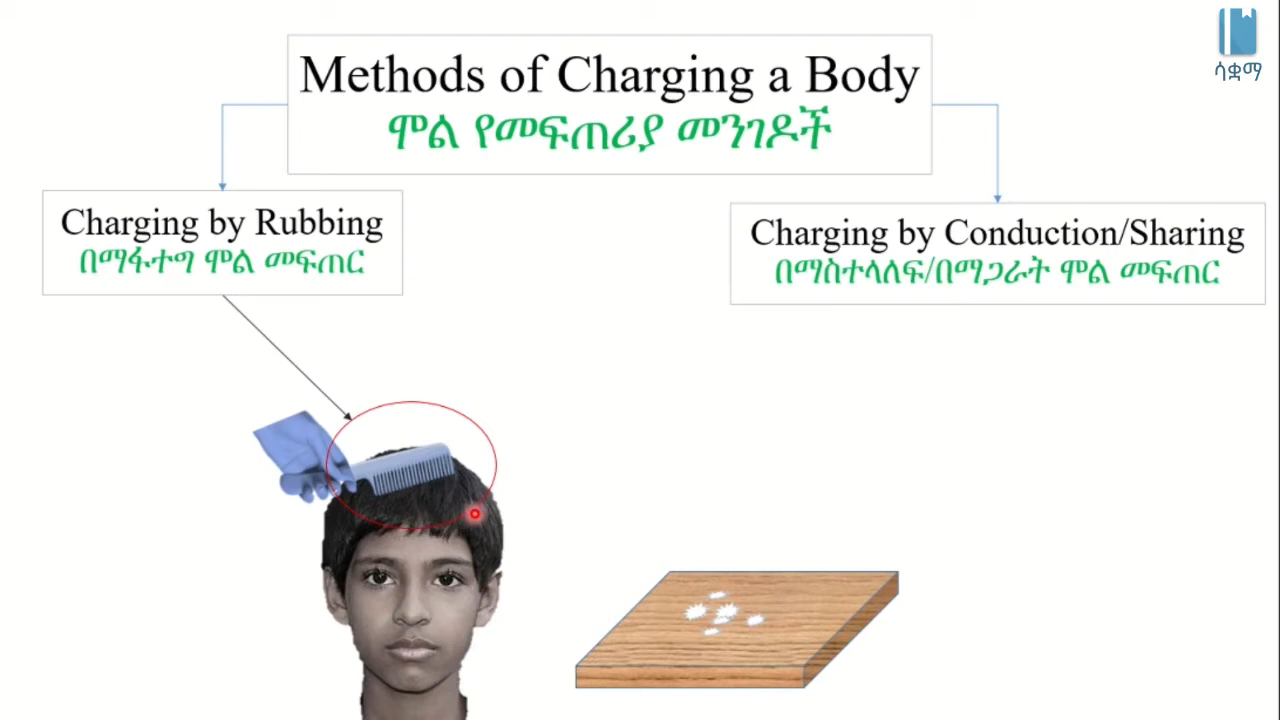 ሳቋማ
Methods of Charging a Body
ሞል የመፍጠሪያ መንገዶች
Charging by Rubbing
በማፋተግ ሞል መፍጠር
Charging by Conduction/Sharing
በማስተላለፍ/በማጋራት ሞል መፍጠር